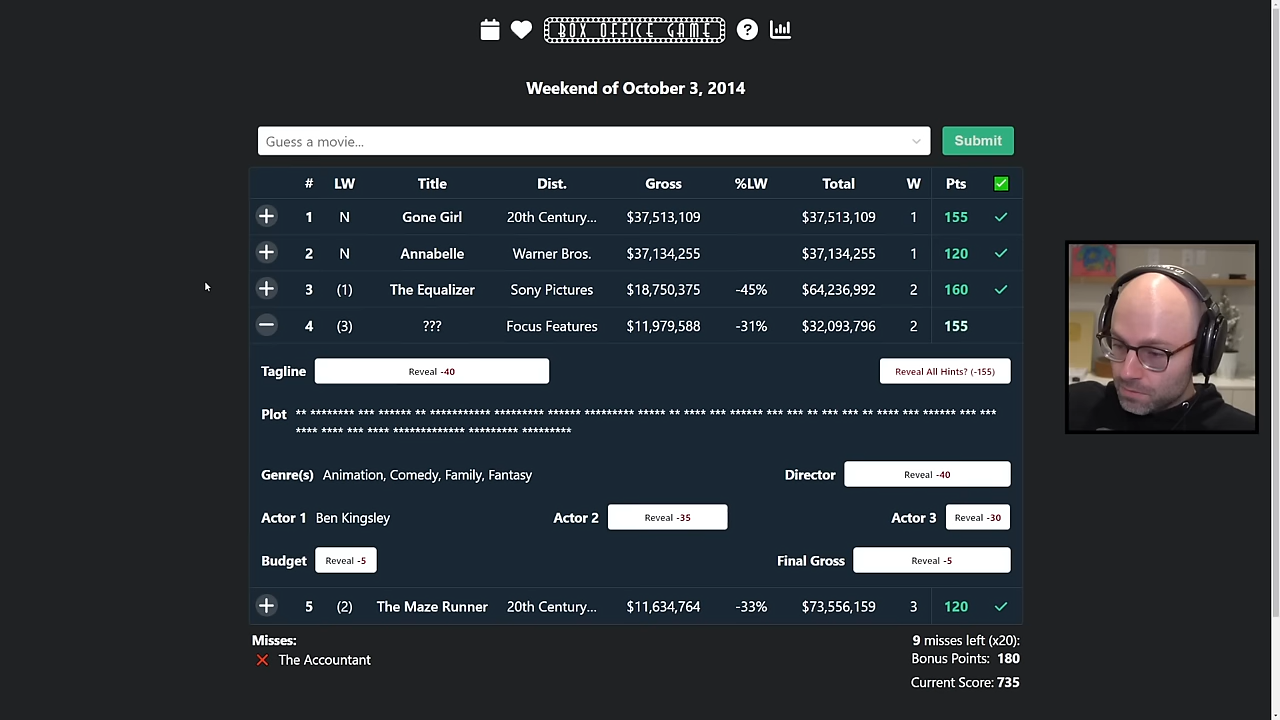 BOX OFFICE GAME
Weekend of October 3, 2014
Guess a movie...
Submit
# LW Title Dist. Gross %LW Total W Pts
1 N Gone Girl 20th Century... $37,513,109 $37,513,109 1 155
2 N Annabelle Warner Bros. $37,134,255 $37,134,255 1 120
3 (1) The Equalizer Sony Pictures $18,750,375 -45% $64,236,992 2 160
4 (3) ??? Focus Features $11,979,588 -31% $32,093,796 2 155
Tagline Reveal -40 Reveal All Hints? (-155)
Plot ** ******** *** ****** ** *********** ********* ****** ********* ***** ** **** *** ****** *** *** ** *** *** ** **** *** ****** *** ***
**** **** *** **** ************* ********* *********
Genre(s) Animation, Comedy, Family, Fantasy Director Reveal -40
Actor 1 Ben Kingsley Actor 2 Reveal -35 Actor 3 Reveal -30
Budget Reveal -5 Final Gross Reveal -5
5 (2) The Maze Runner 20th Century... $11,634,764 -33% $73,556,159 3 120
Misses: 9 misses left (x20):
The Accountant Bonus Points: 180
Current Score: 735